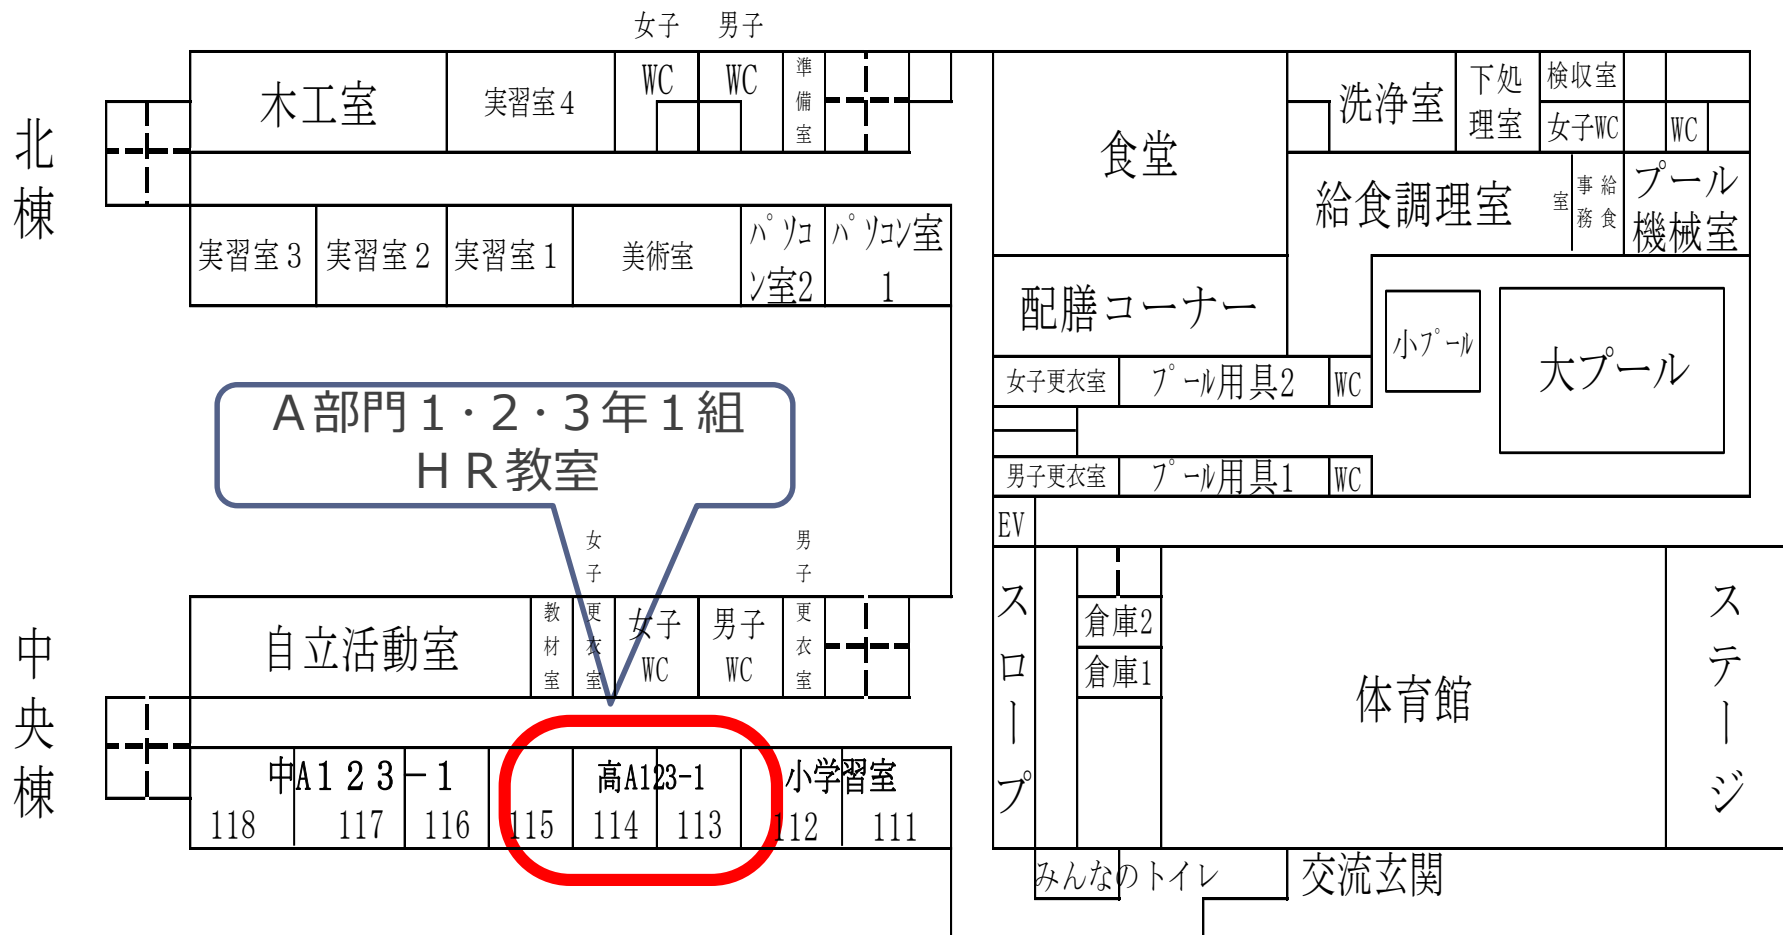 女子 男子
北棟
木工室
実習室4
WC
WC
準備室
食堂
洗浄室
下処理室
検収室
女子WC
WC
給食調理室
給食事務室
プール
機械室
実習室3
実習室2
実習室1
美術室
パソコ
ン室2
パソコン室
1
配膳コーナー
小プール
大プール
女子更衣室
プール用具2
WC
A部門1・2・3年1組
HR教室
男子更衣室
プール用具1
WC
EV
中央棟
自立活動室
教材室
女子更衣室
女子
WC
男子
WC
男子更衣室
スロープ
倉庫2
倉庫1
体育館
ステージ
中A123-1
高A123-1
小学習室
118
117
116
115
114
113
112
111
みんなのトイレ
交流玄関